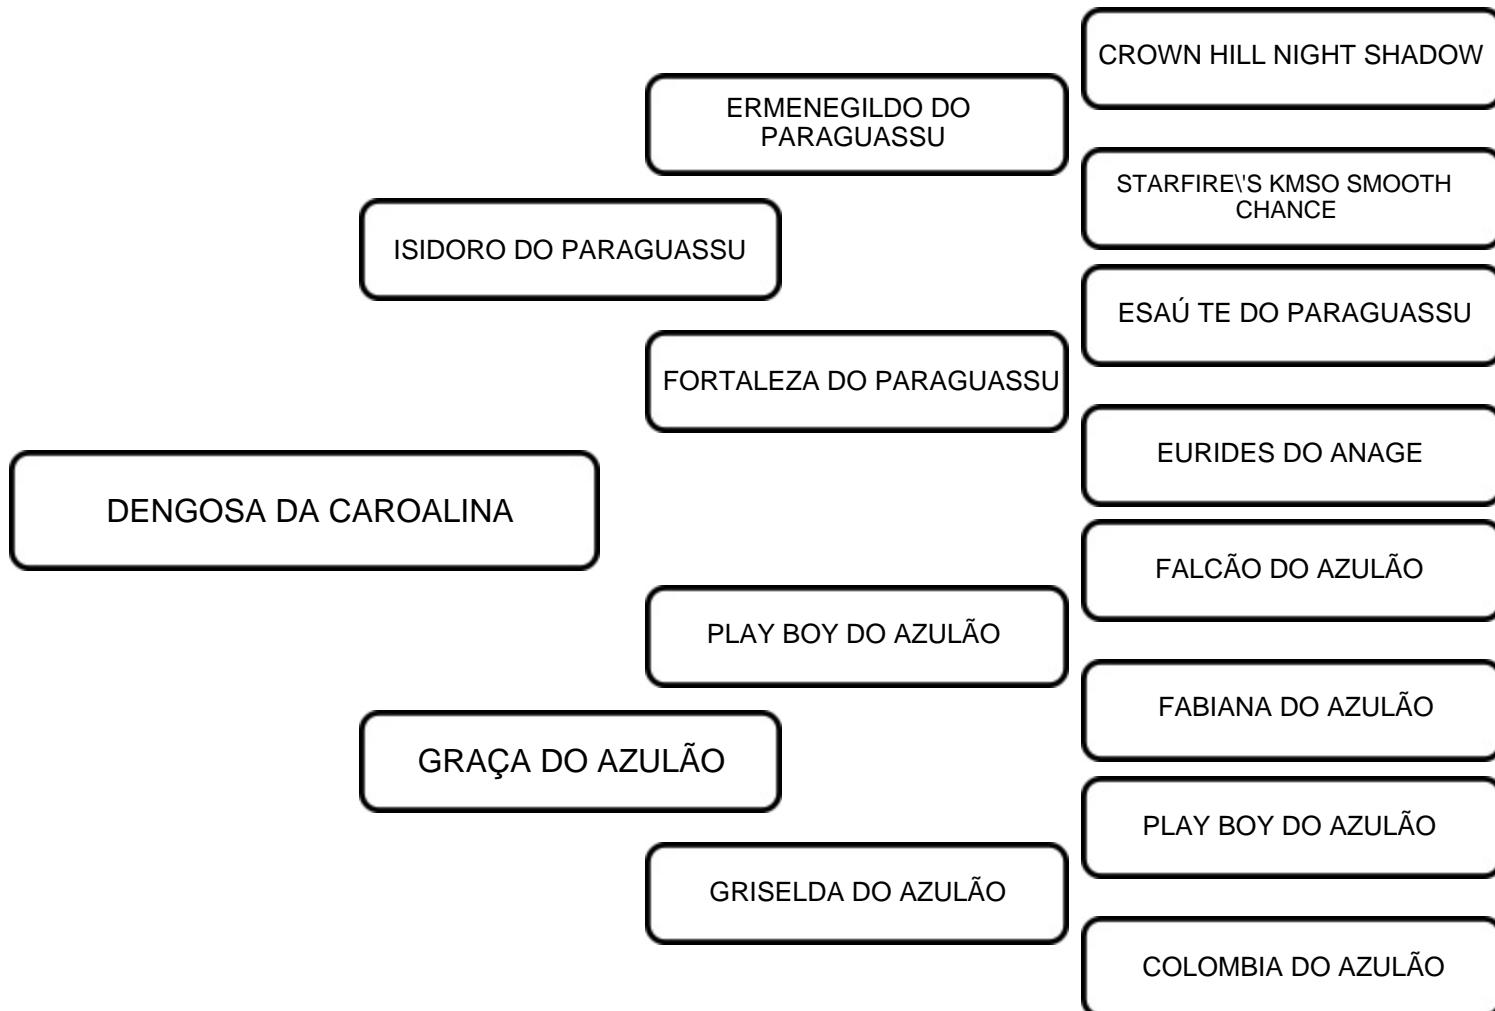 CROWN HILL NIGHT SHADOW
ERMENEGILDO DO
PARAGUASSU
STARFIRE\'S KMSO SMOOTH
CHANCE
ISIDORO DO PARAGUASSU
ESAÚ TE DO PARAGUASSU
FORTALEZA DO PARAGUASSU
EURIDES DO ANAGE
DENGOSA DA CAROALINA
FALCÃO DO AZULÃO
PLAY BOY DO AZULÃO
FABIANA DO AZULÃO
GRAÇA DO AZULÃO
PLAY BOY DO AZULÃO
GRISELDA DO AZULÃO
COLOMBIA DO AZULÃO